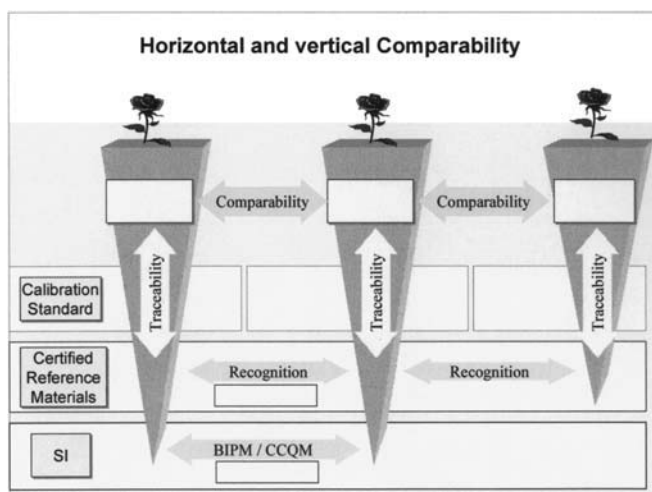 Horizontal and vertical Comparability
Comparability
Comparability
Traceability
Traceability
Traceability
Calibration
Standard
Certified
Reference
Materials
Recognition
Recognition
SI
BIPM / CCQM